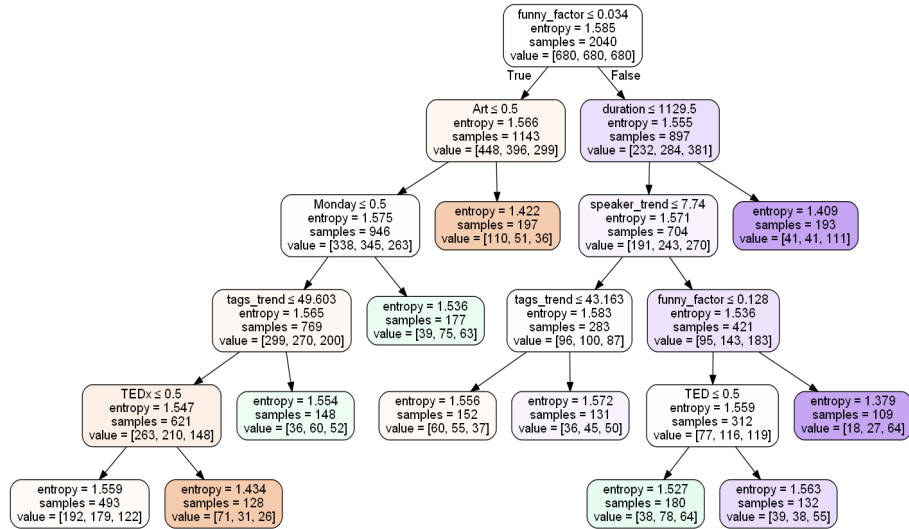 funny_factor ≤ 0.034
entropy = 1.585
samples = 2040
value = [680, 680, 680]
True
False
Art ≤ 0.5
entropy = 1.566
samples = 1143
value = [448, 396, 299]
duration ≤ 1129.5
entropy = 1.555
samples = 897
value = [232, 284, 381]
Monday ≤ 0.5
entropy = 1.575
samples = 946
value = [338, 345, 263]
entropy = 1.422
samples = 197
value = [110, 51, 36]
speaker_trend ≤ 7.74
entropy = 1.571
samples = 704
value = [191, 243, 270]
entropy = 1.409
samples = 193
value = [41, 41, 111]
tags_trend ≤ 49.603
entropy = 1.565
samples = 769
value = [299, 270, 200]
entropy = 1.536
samples = 177
value = [39, 75, 63]
tags_trend ≤ 43.163
entropy = 1.583
samples = 283
value = [96, 100, 87]
funny_factor ≤ 0.128
entropy = 1.536
samples = 421
value = [95, 143, 183]
TEDx ≤ 0.5
entropy = 1.547
samples = 621
value = [263, 210, 148]
entropy = 1.554
samples = 148
value = [36, 60, 52]
entropy = 1.556
samples = 152
value = [60, 55, 37]
entropy = 1.572
samples = 131
value = [36, 45, 50]
TED ≤ 0.5
entropy = 1.559
samples = 312
value = [77, 116, 119]
entropy = 1.379
samples = 109
value = [18, 27, 64]
entropy = 1.559
samples = 493
value = [192, 179, 122]
entropy = 1.434
samples = 128
value = [71, 31, 26]
entropy = 1.527
samples = 180
value = [38, 78, 64]
entropy = 1.563
samples = 132
value = [39, 38, 55]